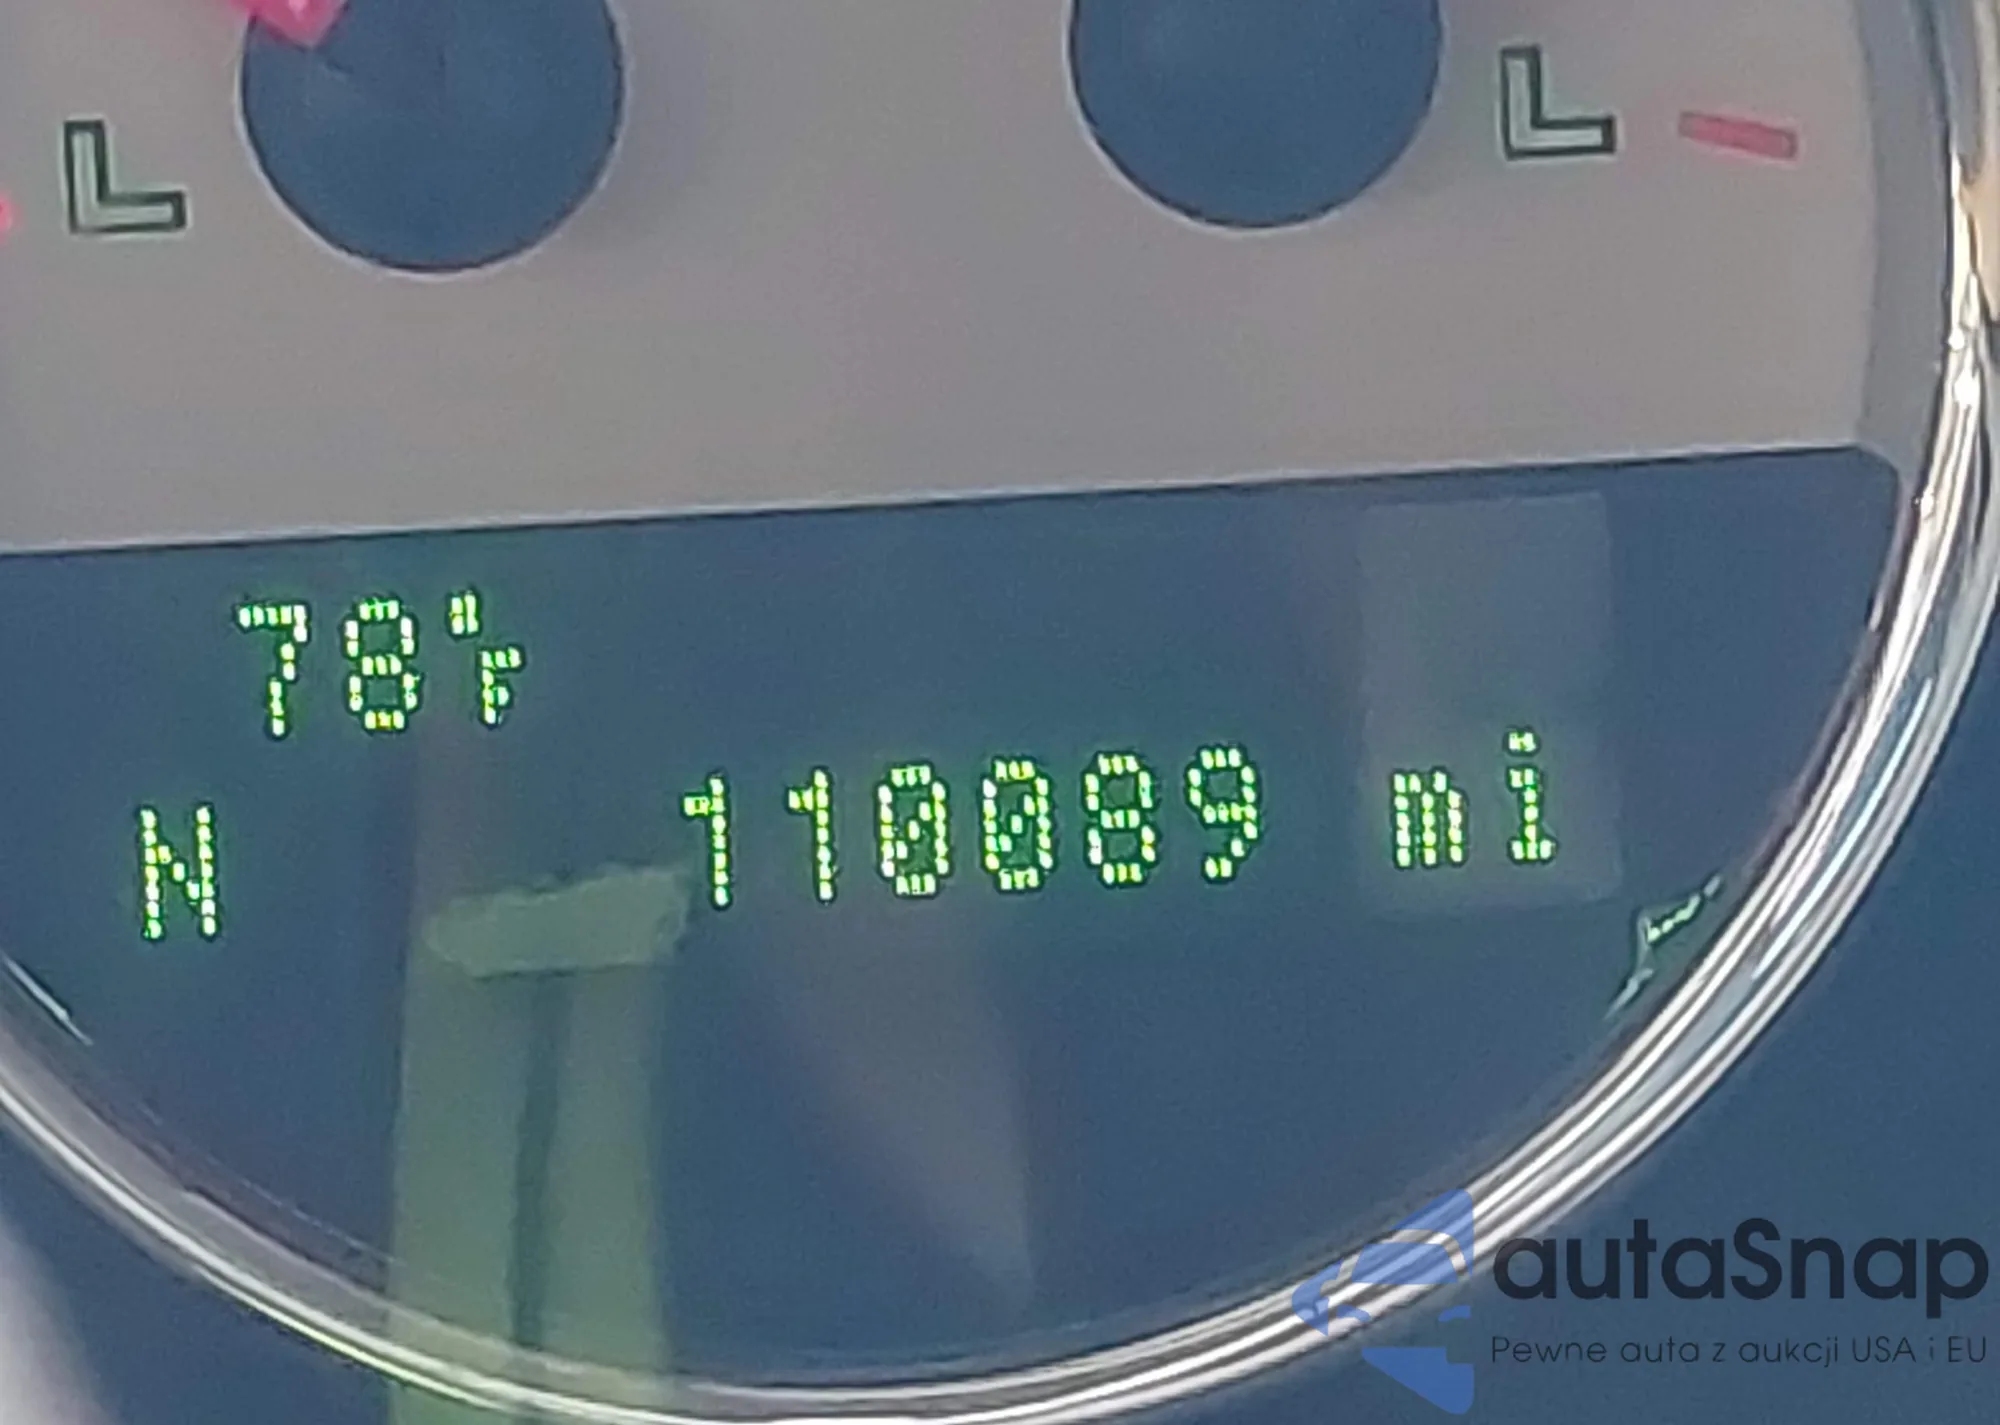 L L
78°F
N 110089 mi
autaSnap
Pewne auta z aukcji USA i EU